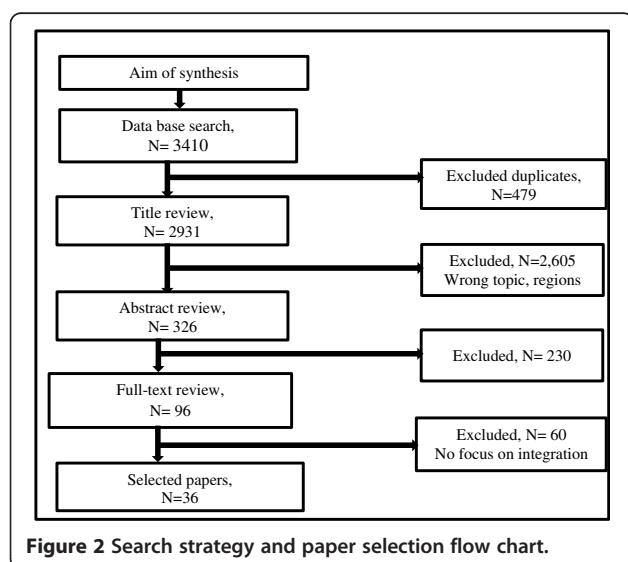 Aim of synthesis
Data base search,
N= 3410
Excluded duplicates,
N=479
Title review,
N= 2931
Excluded, N=2,605
Wrong topic, regions
Abstract review,
N= 326
Excluded, N= 230
Full-text review,
N= 96
Excluded, N= 60
No focus on integration
Selected papers,
N=36
Figure 2 Search strategy and paper selection flow chart.